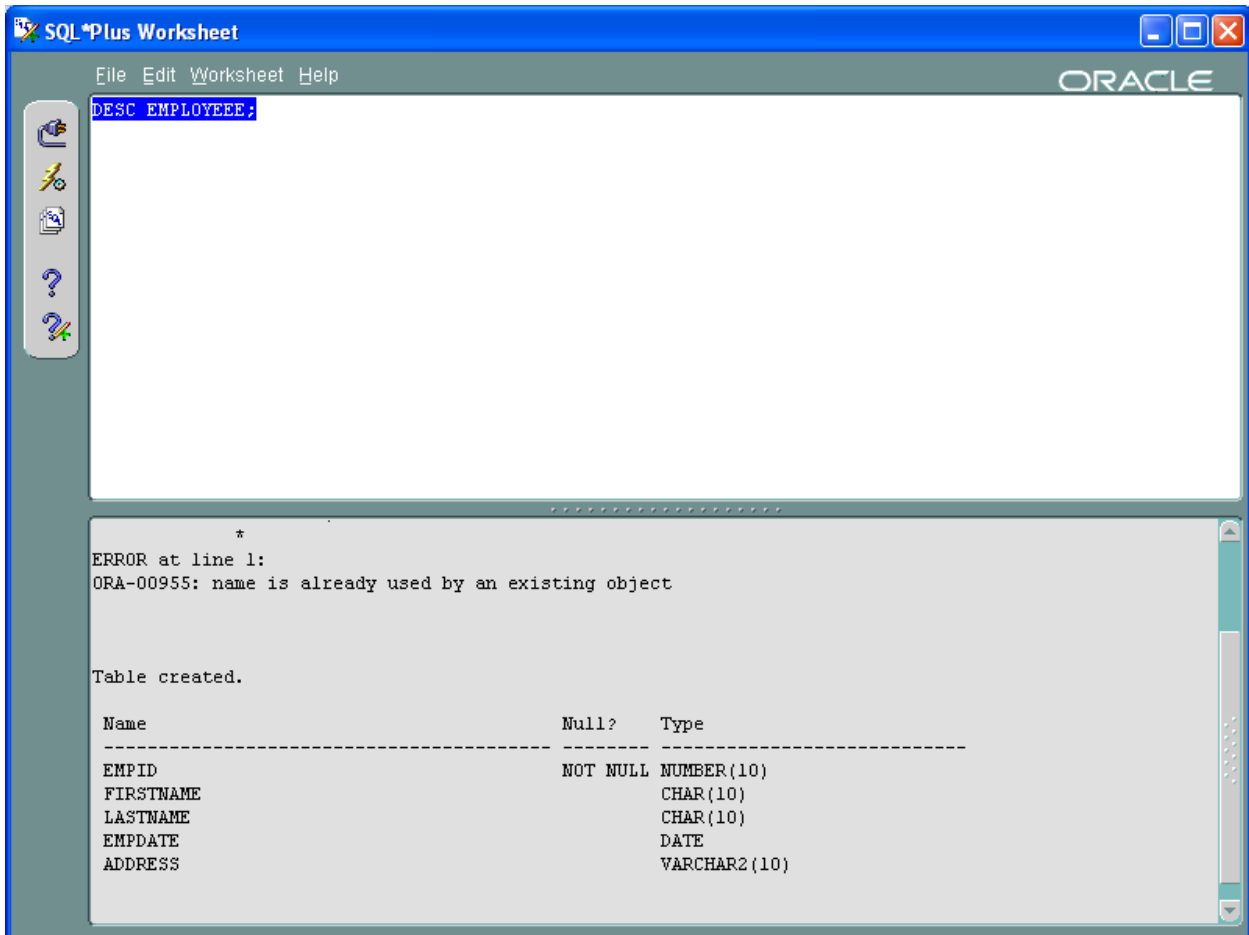 SQL*Plus Worksheet
File Edit Worksheet Help
ORACLE
DESC EMPLOYEEE;
*
ERROR at line 1:
ORA-00955: name is already used by an existing object
Table created.
Name Null? Type
----------------------------------------- -------- ----------------------------
EMPID NOT NULL NUMBER(10)
FIRSTNAME CHAR(10)
LASTNAME CHAR(10)
EMPDATE DATE
ADDRESS VARCHAR2(10)